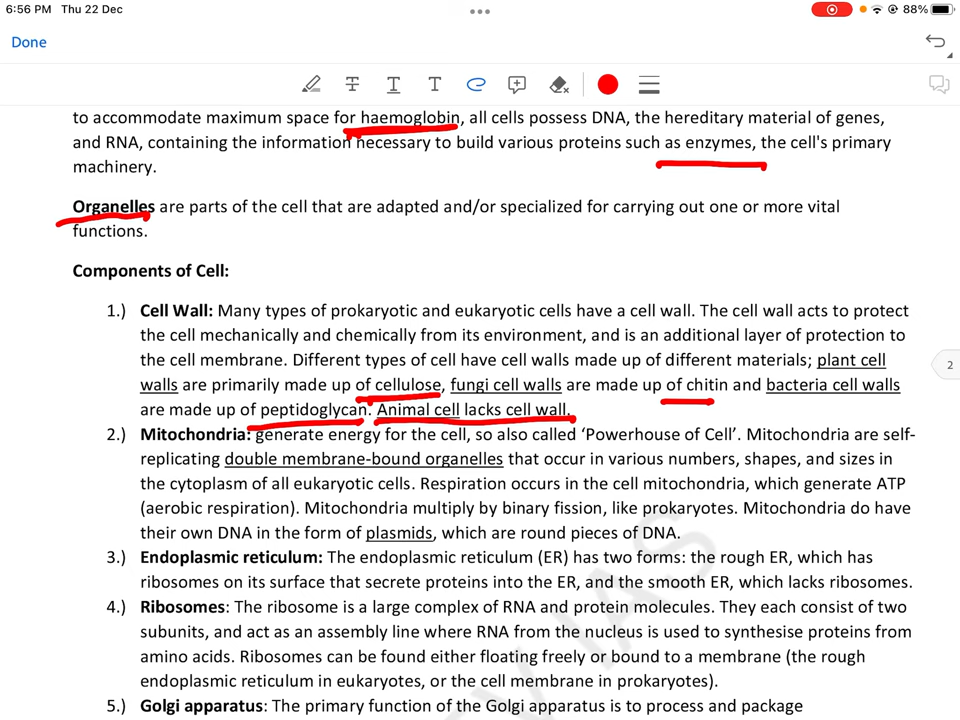 6:56 PM Thu 22 Dec
88%
Done
T T T
to accommodate maximum space for haemoglobin, all cells possess DNA, the hereditary material of genes,
and RNA, containing the information necessary to build various proteins such as enzymes, the cell's primary
machinery.
Organelles are parts of the cell that are adapted and/or specialized for carrying out one or more vital
functions.
Components of Cell:
1.) Cell Wall: Many types of prokaryotic and eukaryotic cells have a cell wall. The cell wall acts to protect
the cell mechanically and chemically from its environment, and is an additional layer of protection to
the cell membrane. Different types of cell have cell walls made up of different materials; plant cell
2
walls are primarily made up of cellulose, fungi cell walls are made up of chitin and bacteria cell walls
are made up of peptidoglycan. Animal cell lacks cell wall.
2.) Mitochondria: generate energy for the cell, so also called ‘Powerhouse of Cell’. Mitochondria are self-
replicating double membrane-bound organelles that occur in various numbers, shapes, and sizes in
the cytoplasm of all eukaryotic cells. Respiration occurs in the cell mitochondria, which generate ATP
(aerobic respiration). Mitochondria multiply by binary fission, like prokaryotes. Mitochondria do have
their own DNA in the form of plasmids, which are round pieces of DNA.
3.) Endoplasmic reticulum: The endoplasmic reticulum (ER) has two forms: the rough ER, which has
ribosomes on its surface that secrete proteins into the ER, and the smooth ER, which lacks ribosomes.
4.) Ribosomes: The ribosome is a large complex of RNA and protein molecules. They each consist of two
subunits, and act as an assembly line where RNA from the nucleus is used to synthesise proteins from
amino acids. Ribosomes can be found either floating freely or bound to a membrane (the rough
endoplasmic reticulum in eukaryotes, or the cell membrane in prokaryotes).
5.) Golgi apparatus: The primary function of the Golgi apparatus is to process and package
IAS